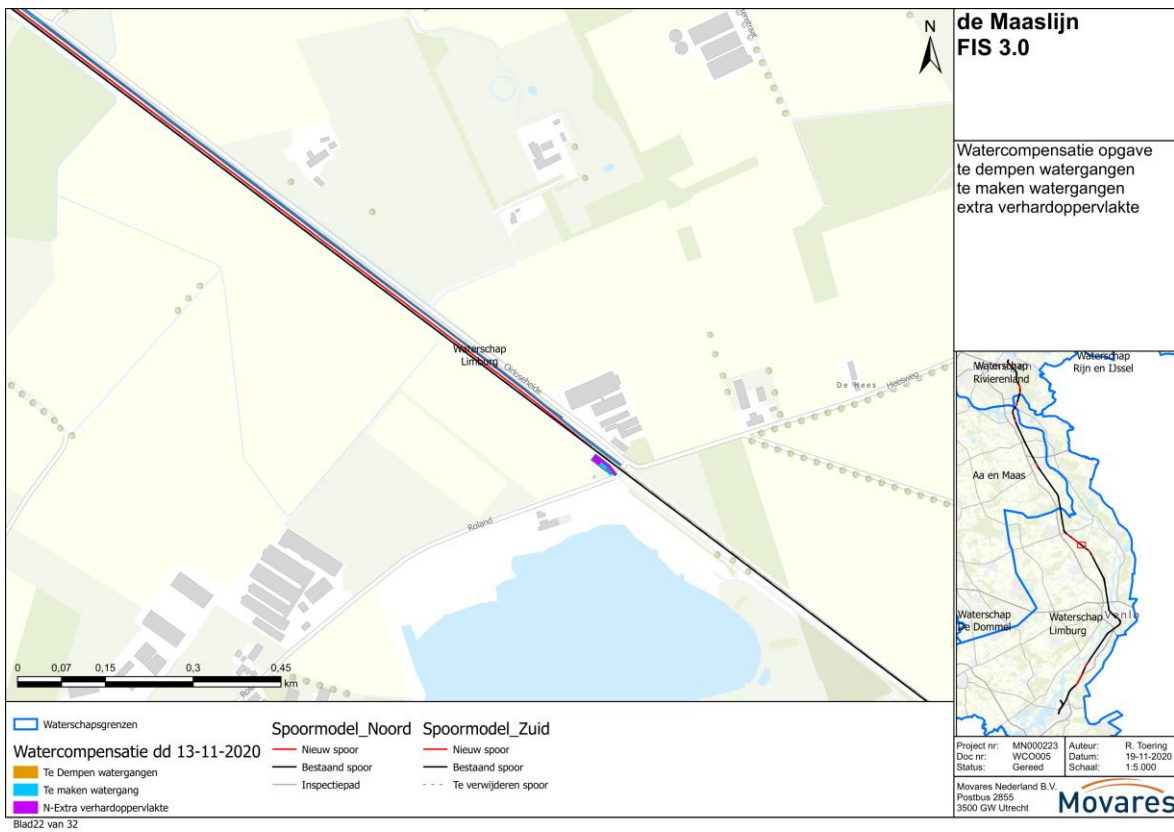 de Maaslijn
FIS 3.0
Watercompensatie opgave
te dempen watergangen
te maken watergangen
extra verhardoppervlakte
N
Waterschap
Limburg
Oirloseheide
De Hees
Heesweg
Roland
0 0,07 0,15 0,3 0,45
km
Waterschap
Rivierenland
Waterschap
Rijn en IJssel
Aa en Maas
Waterschap
De Dommel
Waterschap
Limburg
Venlo
Waterschapsgrenzen
Watercompensatie dd 13-11-2020
Te Dempen watergangen
Te maken watergang
N-Extra verhardoppervlakte
Spoormodel_Noord
Nieuw spoor
Bestaand spoor
Inspectiepad
Spoormodel_Zuid
Nieuw spoor
Bestaand spoor
Te verwijderen spoor
Project nr: MN000223
Doc nr: WCO005
Status: Gereed
Auteur: R. Toering
Datum: 19-11-2020
Schaal: 1:5.000
Movares Nederland B.V.
Postbus 2855
3500 GW Utrecht
Movares
Blad22 van 32